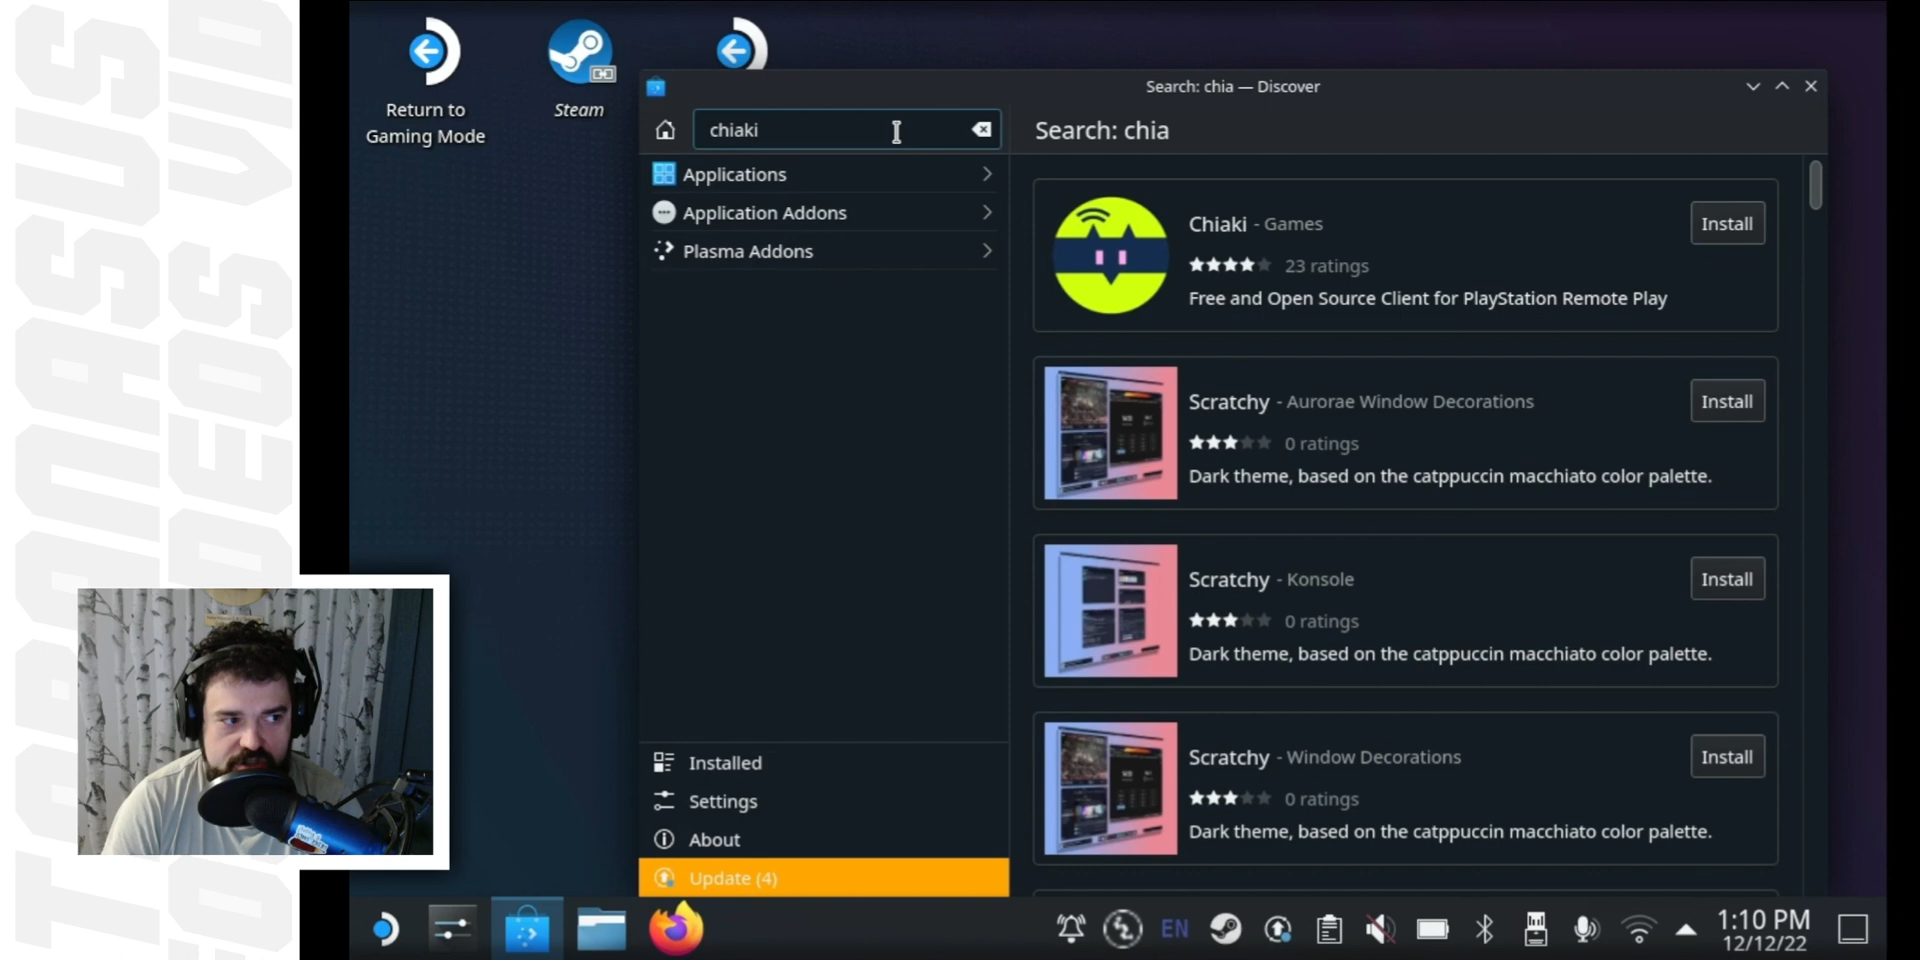 Return to
Gaming Mode
Steam
Search: chia — Discover
chiaki
Search: chia
Applications
Application Addons
Plasma Addons
Installed
Settings
About
Update (4)
Chiaki - Games
Install
23 ratings
Free and Open Source Client for PlayStation Remote Play
Scratchy - Aurorae Window Decorations
Install
0 ratings
Dark theme, based on the catppuccin macchiato color palette.
Scratchy - Konsole
Install
0 ratings
Dark theme, based on the catppuccin macchiato color palette.
Scratchy - Window Decorations
Install
0 ratings
Dark theme, based on the catppuccin macchiato color palette.
EN
1:10 PM
12/12/22